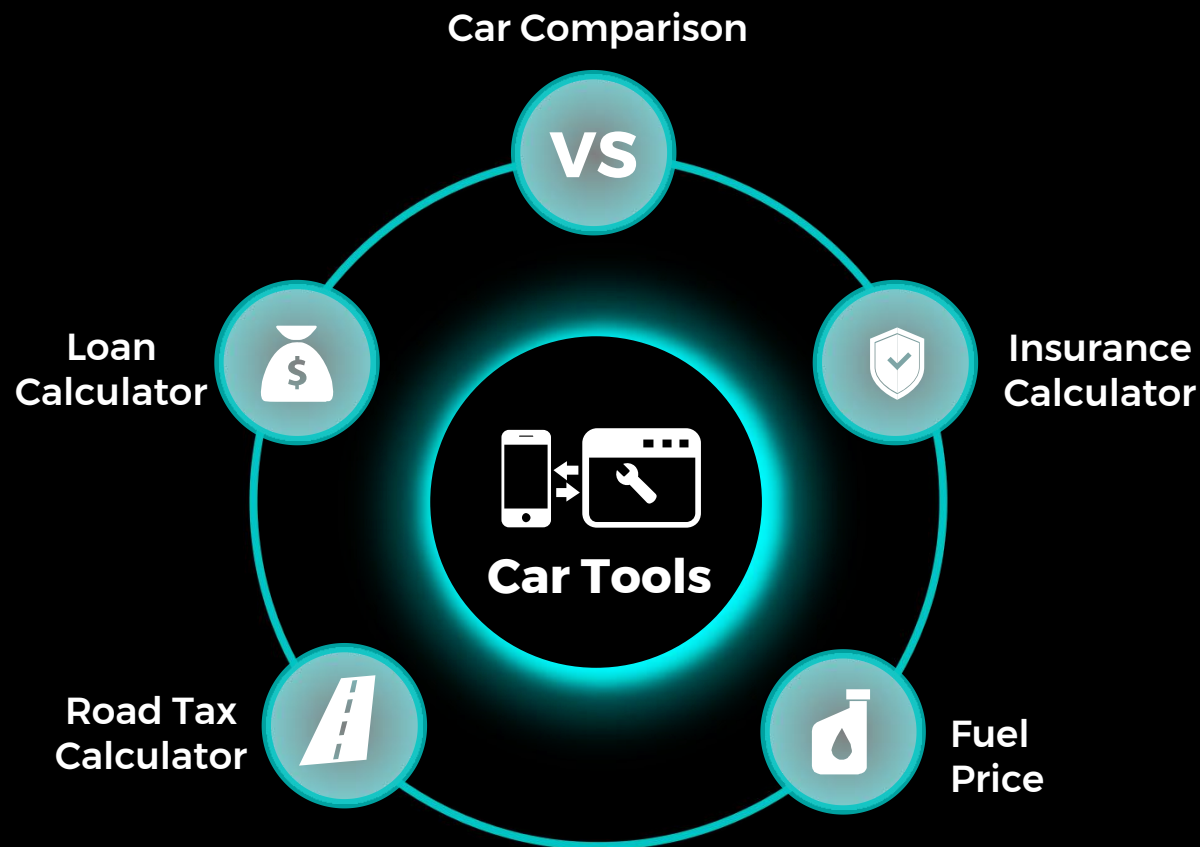 Car Comparison
VS
Loan
Calculator
$
Insurance
Calculator
Car Tools
Road Tax
Calculator
Fuel
Price